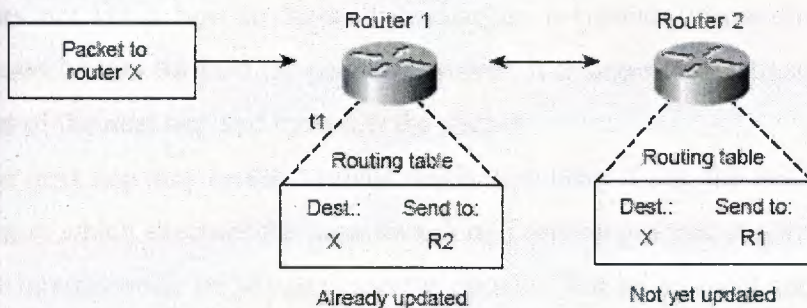 Router 1
Router 2
Packet to
router X
t1
Routing table
Routing table
Dest.: Send to:
X R2
Dest.: Send to:
X R1
Already updated
Not yet updated